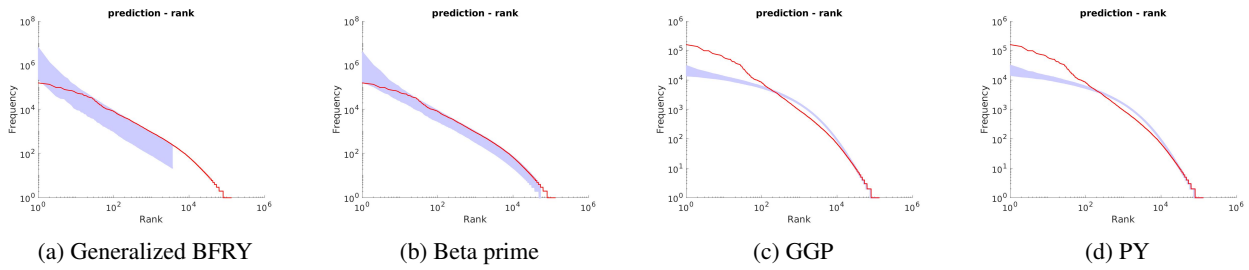 prediction - rank
Frequency
10^8
10^6
10^4
10^2
10^0
10^0 10^2 10^4 10^6
Rank
(a) Generalized BFRY
prediction - rank
Frequency
10^8
10^6
10^4
10^2
10^0
10^0 10^2 10^4 10^6
Rank
(b) Beta prime
prediction - rank
Frequency
10^6
10^5
10^4
10^3
10^2
10^1
10^0
10^0 10^2 10^4 10^6
Rank
(c) GGP
prediction - rank
Frequency
10^6
10^5
10^4
10^3
10^2
10^1
10^0
10^0 10^2 10^4 10^6
Rank
(d) PY